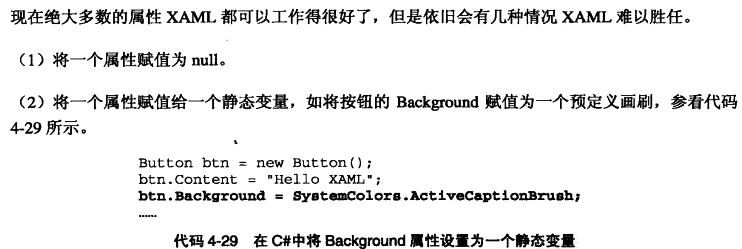 现在绝大多数的属性 XAML 都可以工作得很好了，但是依旧会有几种情况 XAML 难以胜任。
（1）将一个属性赋值为 null。
（2）将一个属性赋值给一个静态变量，如将按钮的 Background 赋值为一个预定义画刷，参看代码
4-29 所示。
Button btn = new Button();
btn.Content = "Hello XAML";
btn.Background = SystemColors.ActiveCaptionBrush;
……
代码 4-29 在 C#中将 Background 属性设置为一个静态变量